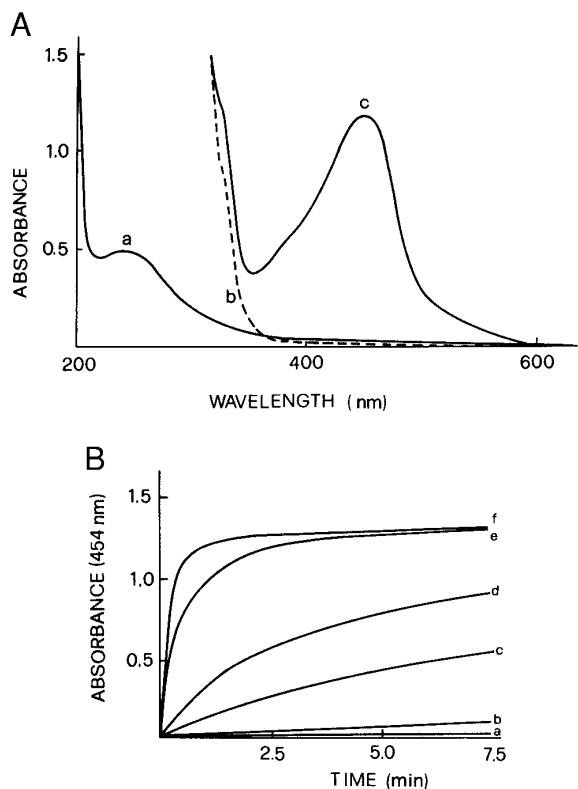 A
1.5
1.0
0.5
ABSORBANCE
a
b
c
200
400
600
WAVELENGTH (nm)
B
1.5
1.0
0.5
ABSORBANCE (454 nm)
f
e
d
c
b
a
2.5
5.0
7.5
TIME (min)